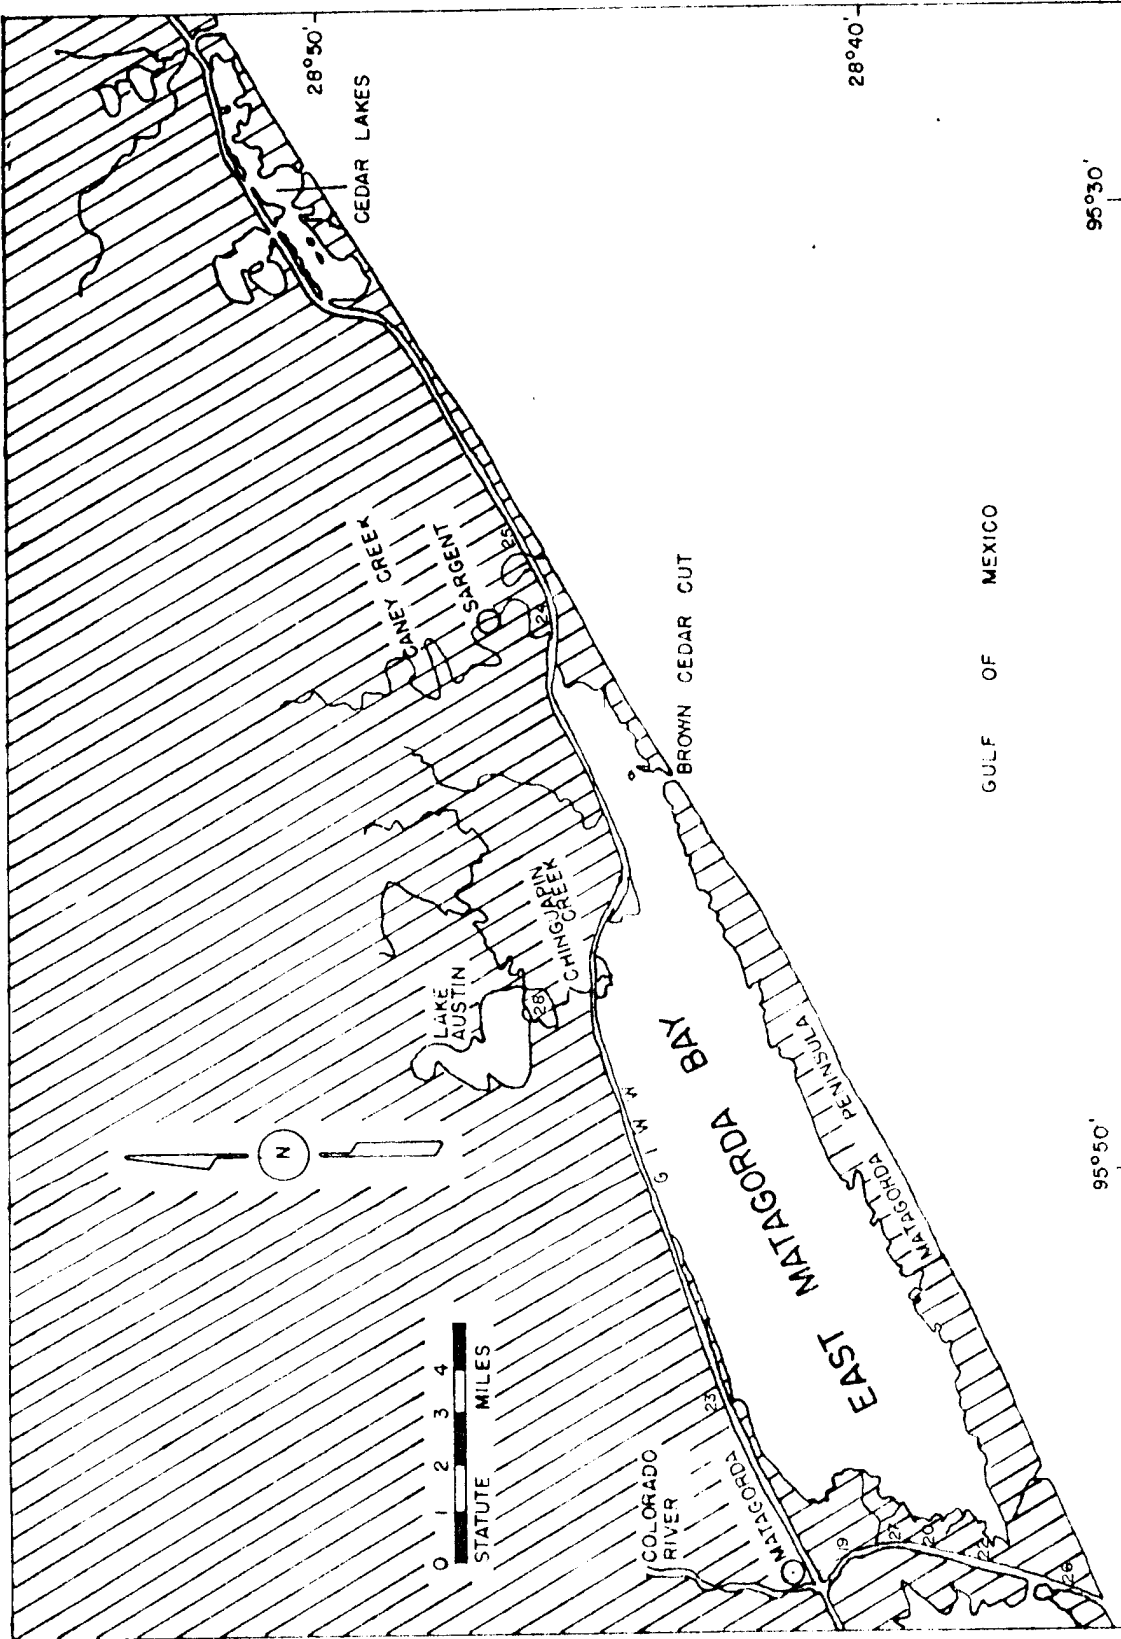 28°50'
28°40'
CEDAR LAKES
95°30'
CANEY CREEK
SARGENT
25
24
BROWN CEDAR CUT
GULF OF MEXICO
CHINGUAPIN
CREEK
LAKE
AUSTIN
28
N
G I W W
EAST MATAGORDA BAY
MATAGORDA PENINSULA
95°50'
0 1 2 3 4
STATUTE MILES
23
COLORADO
RIVER
MATAGORDA
19
27
20
22
26